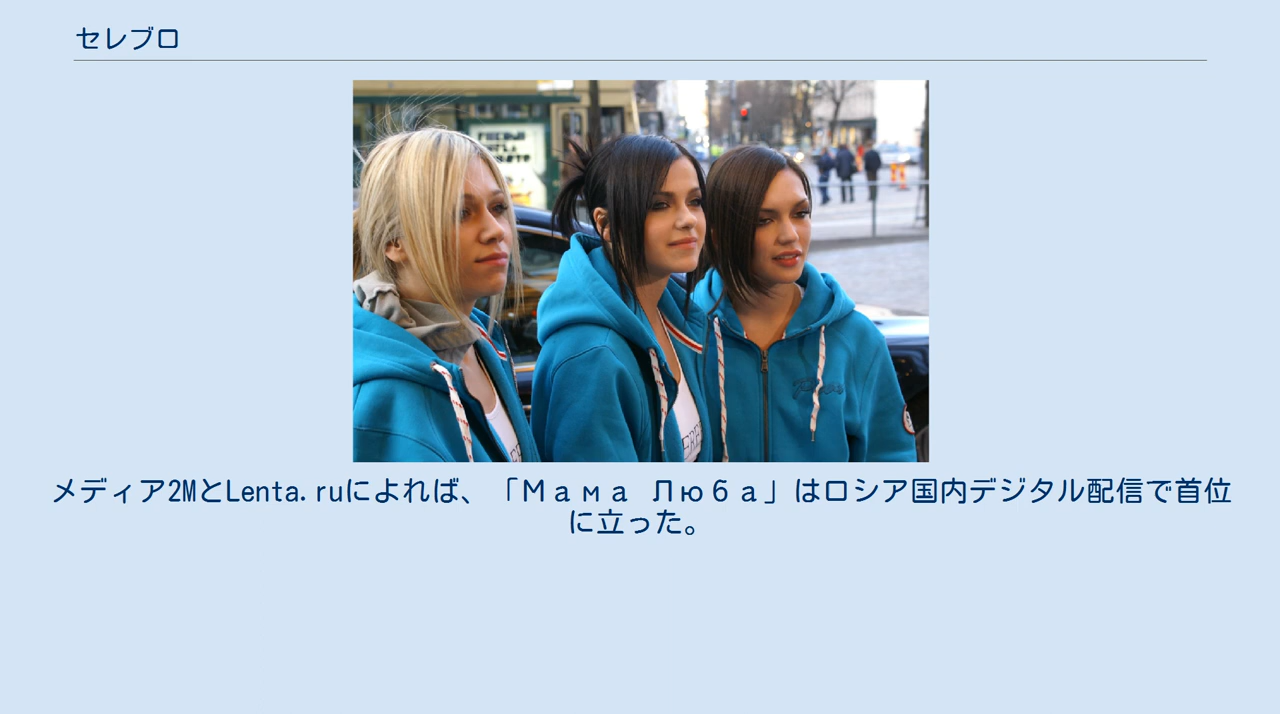 セレブロ
メディア2MとLenta.ruによれば、「Мама Люба」はロシア国内デジタル配信で首位
に立った。